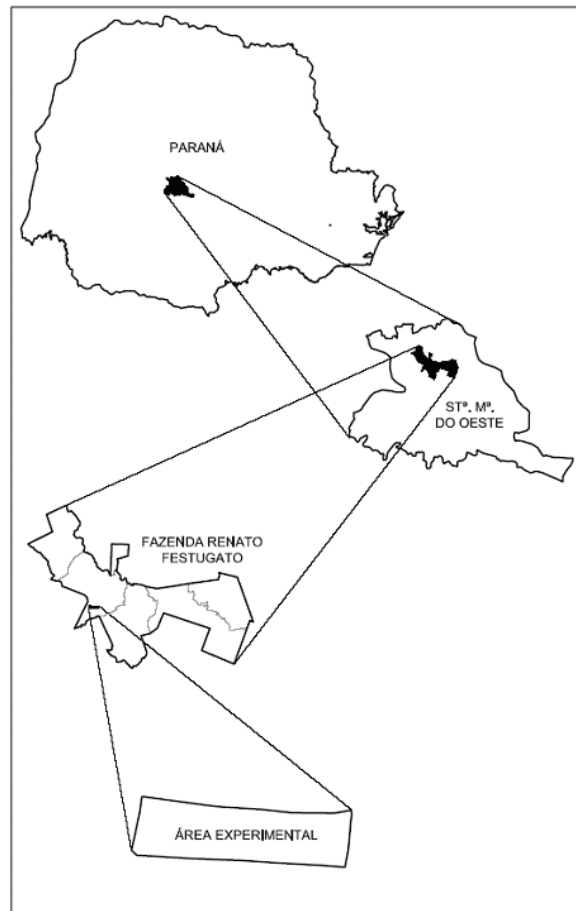 PARANÁ
STª. Mª.
DO OESTE
FAZENDA RENATO
FESTUGATO
ÁREA EXPERIMENTAL